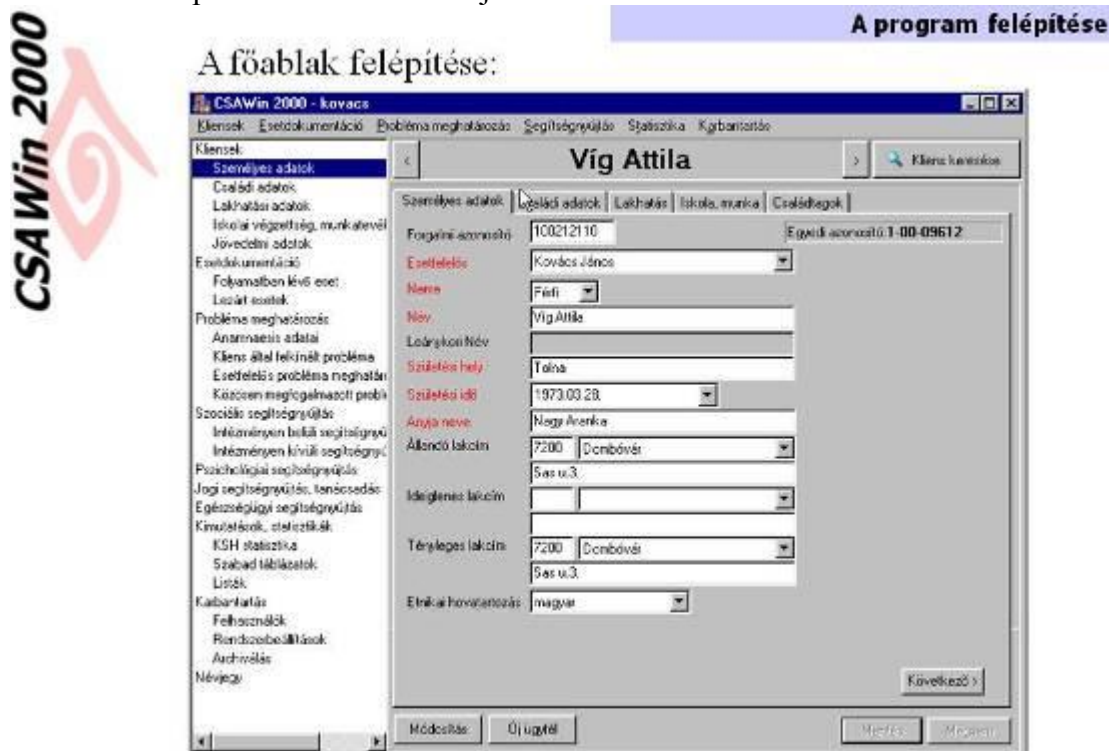 CSAWin 2000
A program felépítése
A főablak felépítése:
CSAWin 2000 - kovacs
Kliensek Esetdokumentáció Probléma meghatározás Segítségnyújtás Statisztika Karbantartás
Kliensek
Személyes adatok
Családi adatok
Lakhatási adatok
Iskolai végzettség, munkatevél
Jövedelmi adatok
Esetdokumentáció
Folyamatban lévő eset
Lezárt esetek
Probléma meghatározás
Anamnaesis adatai
Kliens által felkínált probléma
Esetfelelős probléma meghatáro
Közösen megfogalmazott probl
Szociális segítségnyújtás
Intézményen belüli segítségnyú
Intézményen kívüli segítségnyú
Pszichológiai segítségnyújtás
Jogi segítségnyújtás, tanácsadás
Egészségügyi segítségnyújtás
Kimutatások, statisztikák
KSH statisztika
Szabad táblázatok
Listák
Karbantartás
Felhasználók
Rendszerbeállítások
Archiválás
Névjegy
< Víg Attila > Kliens keresése
Személyes adatok Családi adatok Lakhatás Iskola, munka Családtagok
Forgalmi azonosító 100212110 Egyedi azonosító: 1-00-09612
Esetfelelős Kovács János
Neme Férfi
Név Víg Attila
Leánykori Név
Születési hely Tolna
Születési idő 1973.03.28.
Anyja neve Nagy Aranka
Állandó lakcím 7200 Dombóvár
Sas u.3.
Ideiglenes lakcím
Tényleges lakcím 7200 Dombóvár
Sas u.3.
Etnikai hovatartozás magyar
Következő >
Módosítás Új ügyfél Mentés Mégsem